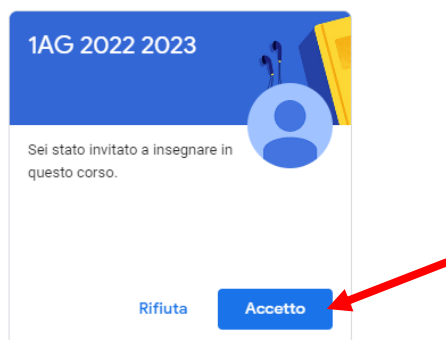 1AG 2022 2023
Sei stato invitato a insegnare in
questo corso.
Rifiuta
Accetto